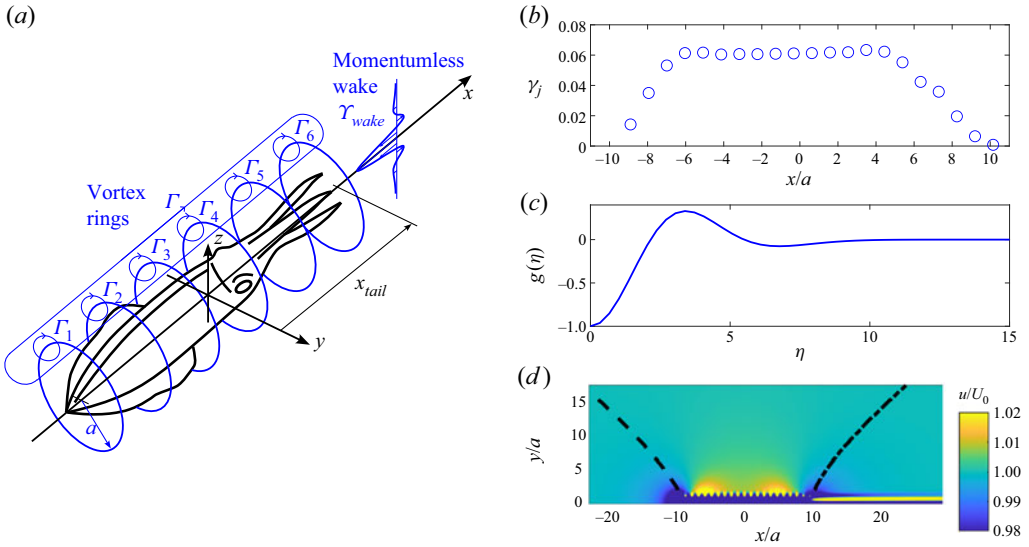 (a)
Momentumless
wake
ϒwake
x
Γ6
Γ5
Γ4
Γ3
Γ2
Γ1
Vortex
rings
z
xtail
y
a
(b)
0.08
0.06
γj 0.04
0.02
0
−10 −8 −6 −4 −2 0 2 4 6 8 10
x/a
(c)
0
g(η) −0.5
−1.0
0 5 10 15
η
(d)
u/U0
15 1.02
10 1.01
y/a 1.00
5 0.99
0 0.98
−20 −10 0 10 20
x/a